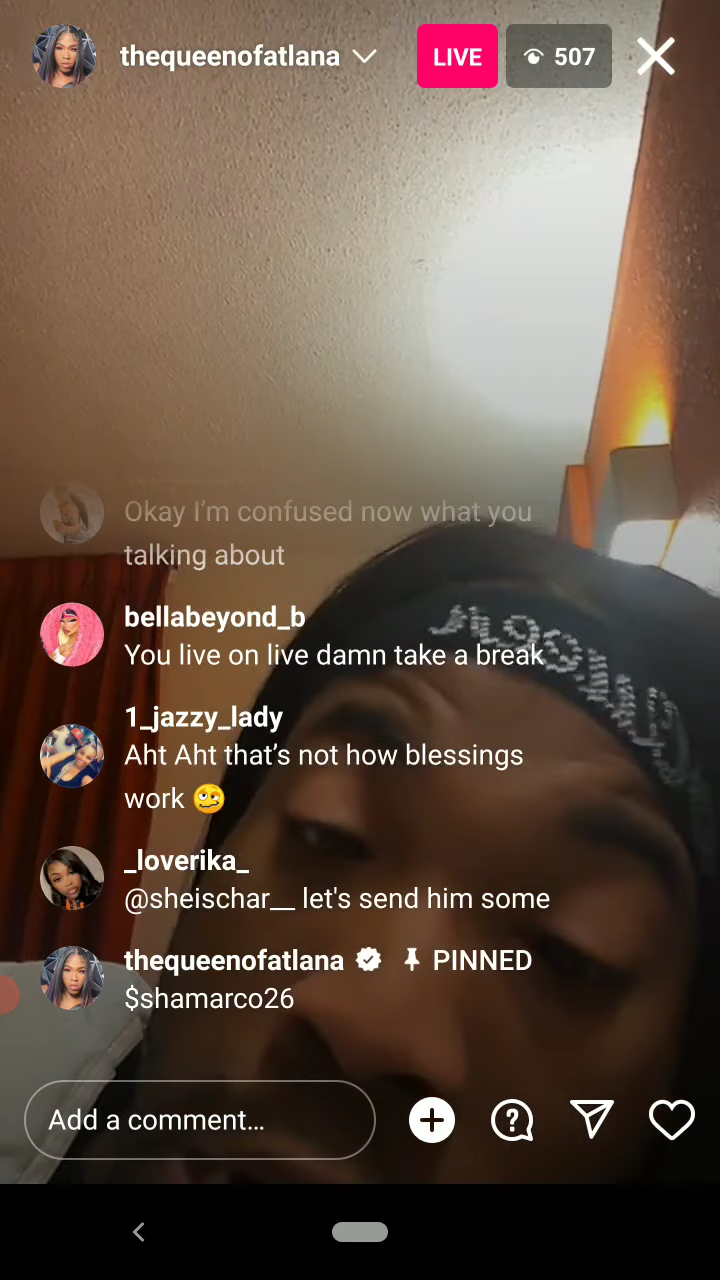 thequeenofatlana
LIVE
507
Okay I’m confused now what you
talking about
bellabeyond_b
You live on live damn take a break
1_jazzy_lady
Aht Aht that’s not how blessings
work 🥴
_loverika_
@sheischar__ let's send him some
thequeenofatlana PINNED
$shamarco26
Add a comment...